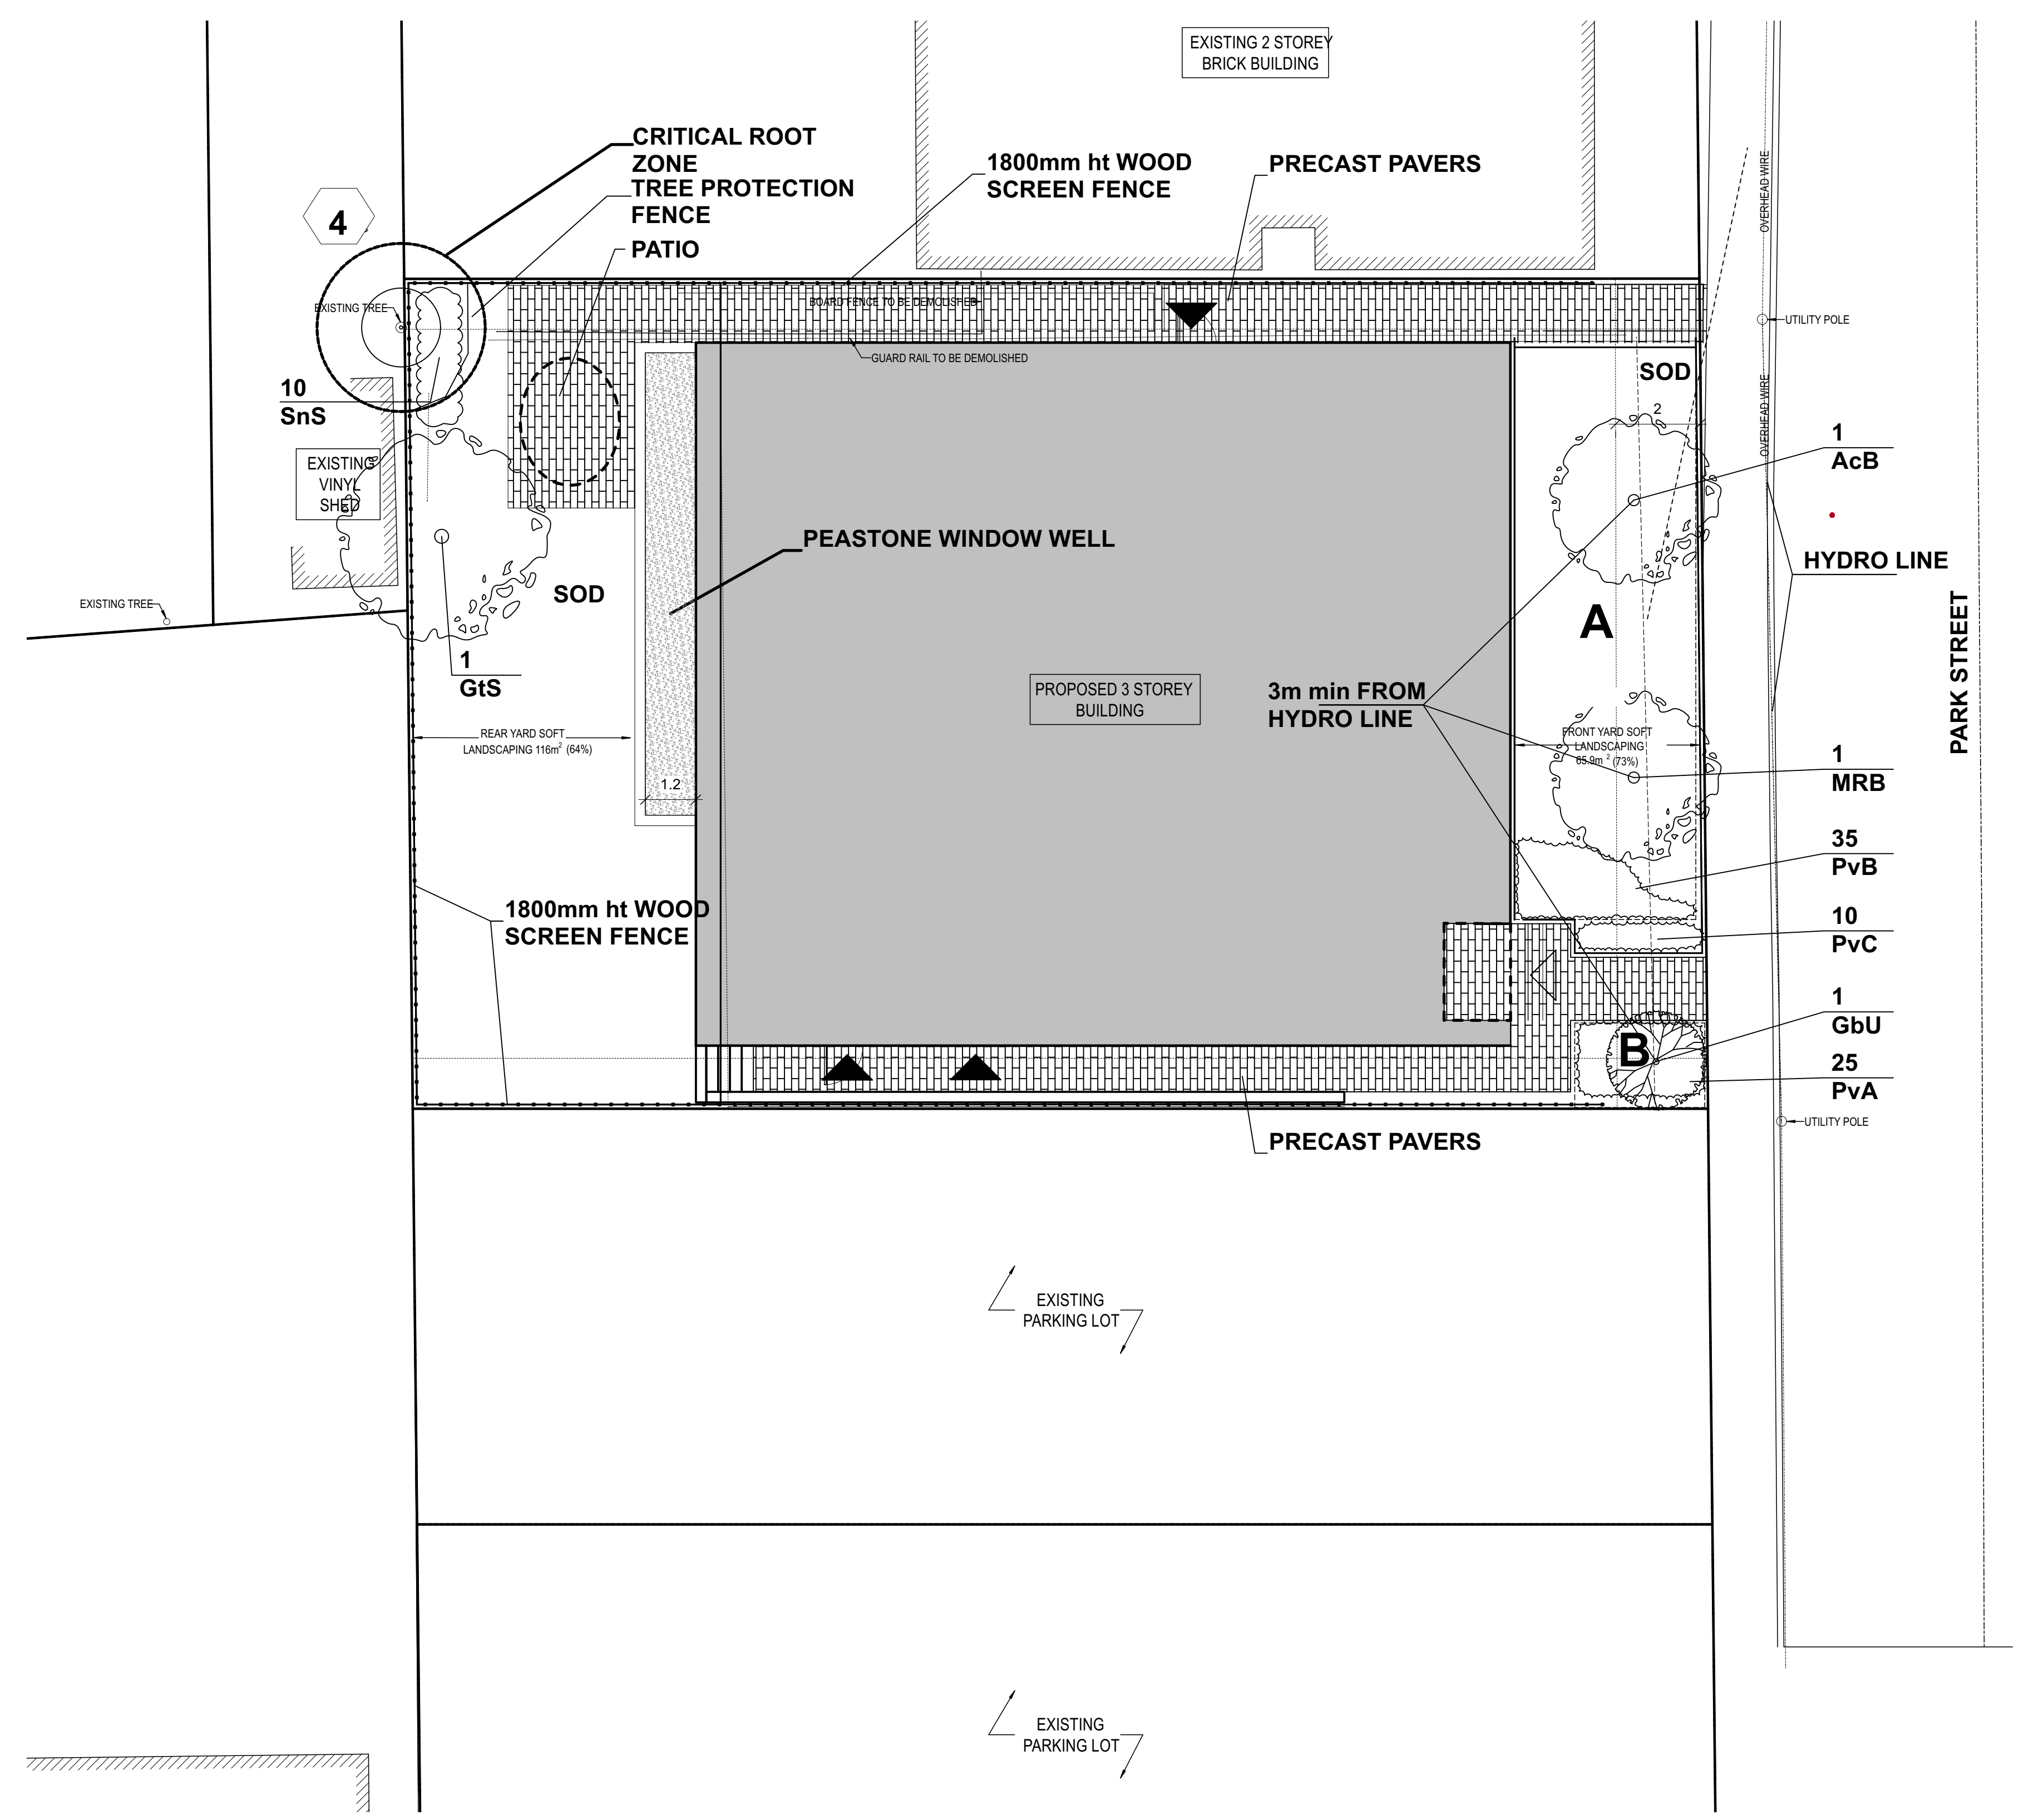 EXISTING 2 STOREY
BRICK BUILDING
CRITICAL ROOT
ZONE
TREE PROTECTION
FENCE
PATIO
1800mm ht WOOD
SCREEN FENCE
PRECAST PAVERS
OVERHEAD WIRE
4
EXISTING TREE
BOARD FENCE TO BE DEMOLISHED
GUARD RAIL TO BE DEMOLISHED
UTILITY POLE
SOD
OVERHEAD WIRE
10
SnS
2
1
AcB
EXISTING
VINYL
SHED
PEASTONE WINDOW WELL
HYDRO LINE
EXISTING TREE
SOD
A
PARK STREET
1
GtS
PROPOSED 3 STOREY
BUILDING
3m min FROM
HYDRO LINE
REAR YARD SOFT
LANDSCAPING 116m2 (64%)
FRONT YARD SOFT
LANDSCAPING
65.9m 2 (73%)
1
MRB
1.2
35
PvB
1800mm ht WOOD
SCREEN FENCE
10
PvC
1
GbU
B
25
PvA
UTILITY POLE
PRECAST PAVERS
EXISTING
PARKING LOT
EXISTING
PARKING LOT